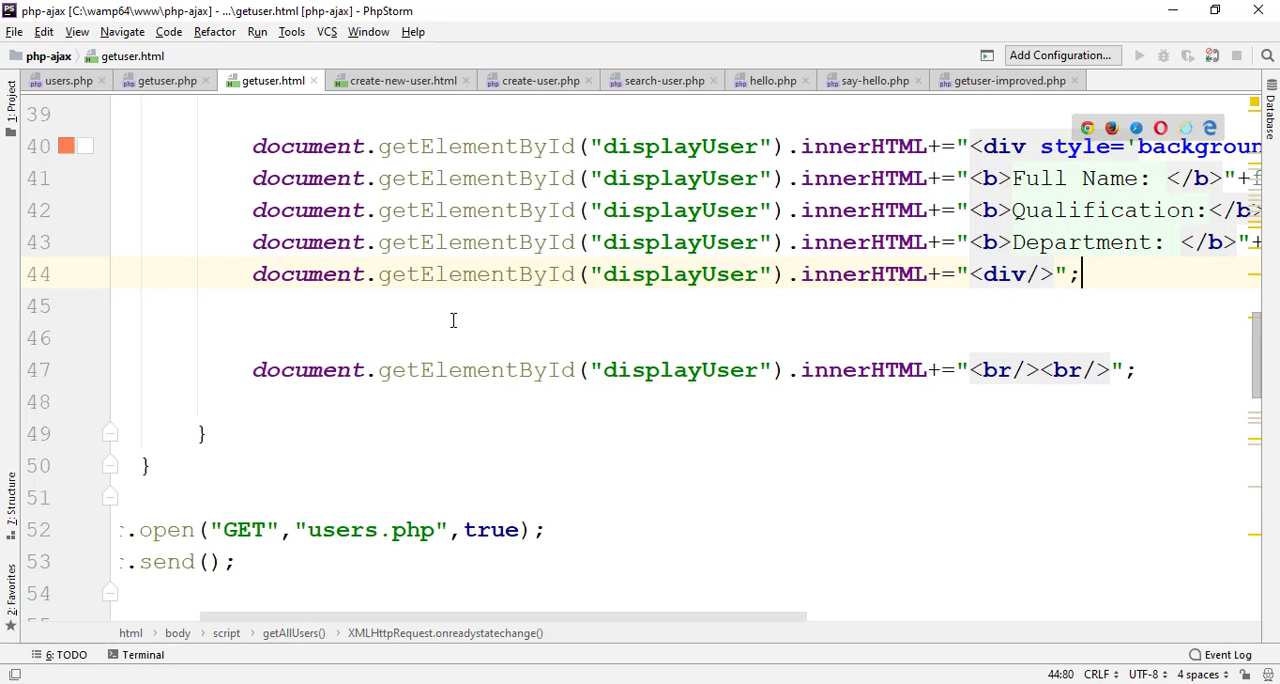 php-ajax [C:\wamp64\www\php-ajax] - ...\getuser.html [php-ajax] - PhpStorm
File Edit View Navigate Code Refactor Run Tools VCS Window Help
php-ajax getuser.html Add Configuration...
users.php getuser.php getuser.html create-new-user.html create-user.php search-user.php hello.php say-hello.php getuser-improved.php
1: Project
Database
39
40 document.getElementById("displayUser").innerHTML+="<div style='backgroun
41 document.getElementById("displayUser").innerHTML+="<b>Full Name: </b>"+f
42 document.getElementById("displayUser").innerHTML+="<b>Qualification:</b>
43 document.getElementById("displayUser").innerHTML+="<b>Department: </b>"+
44 document.getElementById("displayUser").innerHTML+="<div/>";
45
46
47 document.getElementById("displayUser").innerHTML+="<br/><br/>";
48
49 }
50 }
51
52 .open("GET","users.php",true);
53 .send();
54
7: Structure
2: Favorites
html body script getAllUsers() XMLHttpRequest.onreadystatechange()
6: TODO Terminal Event Log
44:80 CRLF UTF-8 4 spaces